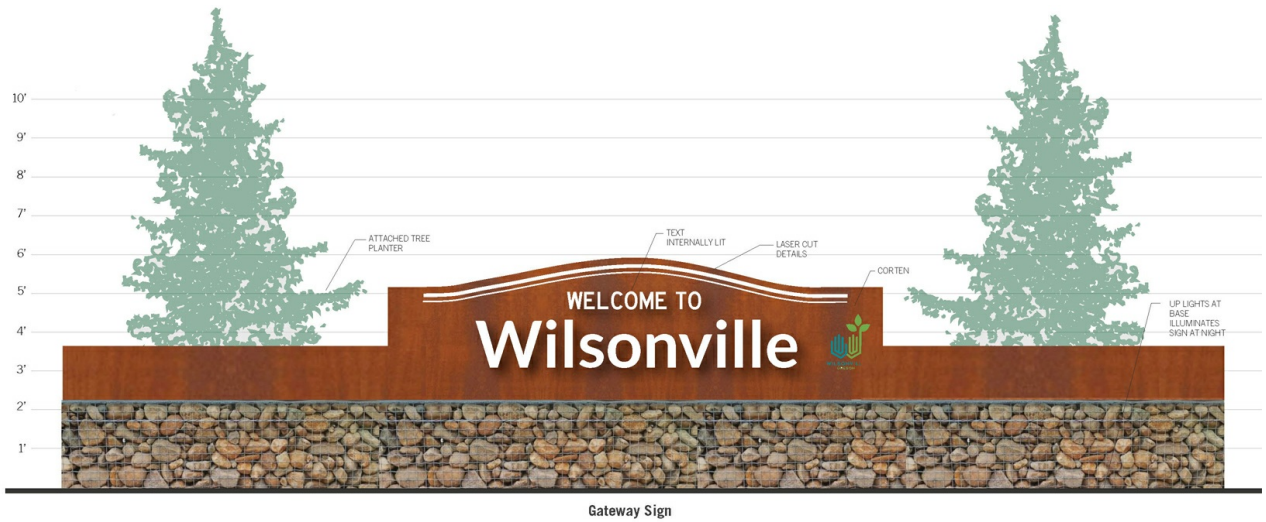 10'
9'
8'
7'
6'
5'
4'
3'
2'
1'
ATTACHED TREE
PLANTER
TEXT
INTERNALLY LIT
LASER CUT
DETAILS
CORTEN
UP LIGHTS AT
BASE
ILLUMINATES
SIGN AT NIGHT
WELCOME TO
Wilsonville
Gateway Sign